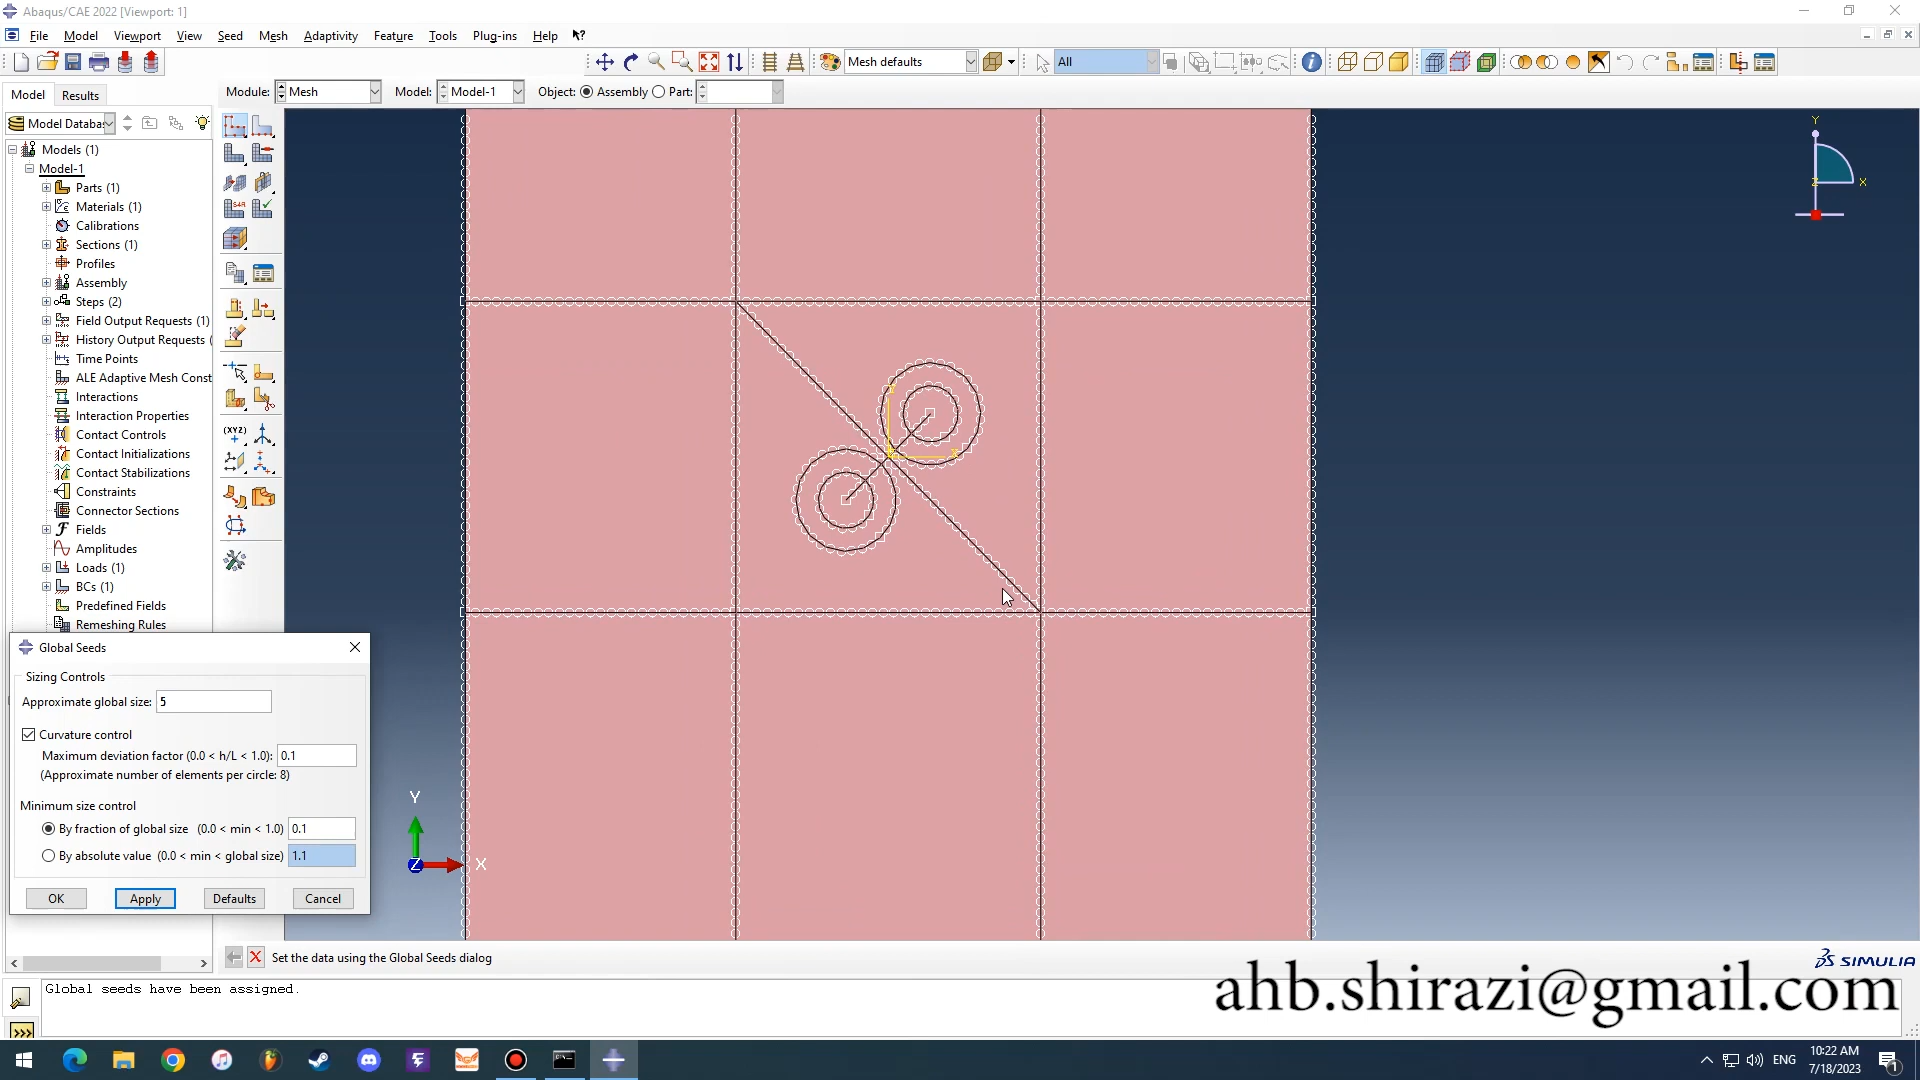 Abaqus/CAE 2022 [Viewport: 1]
File Model Viewport View Seed Mesh Adaptivity Feature Tools Plug-ins Help
Mesh defaults
All
Model Results
Module: Mesh Model: Model-1 Object: Assembly Part:
Model Databa
Models (1)
Model-1
Parts (1)
Materials (1)
Calibrations
Sections (1)
Profiles
Assembly
Steps (2)
Field Output Requests (1)
History Output Requests (
Time Points
ALE Adaptive Mesh Const
Interactions
Interaction Properties
Contact Controls
Contact Initializations
Contact Stabilizations
Constraints
Connector Sections
Fields
Amplitudes
Loads (1)
BCs (1)
Predefined Fields
Remeshing Rules
S4R
(XYZ)
Y
Z X
Y
X
Y
Z X
Global Seeds
Sizing Controls
Approximate global size: 5
Curvature control
Maximum deviation factor (0.0 < h/L < 1.0): 0.1
(Approximate number of elements per circle: 8)
Minimum size control
By fraction of global size (0.0 < min < 1.0) 0.1
By absolute value (0.0 < min < global size) 1.1
OK Apply Defaults Cancel
Set the data using the Global Seeds dialog
SIMULIA
Global seeds have been assigned.
>>>
ahb.shirazi@gmail.com
ENG
10:22 AM
7/18/2023
1